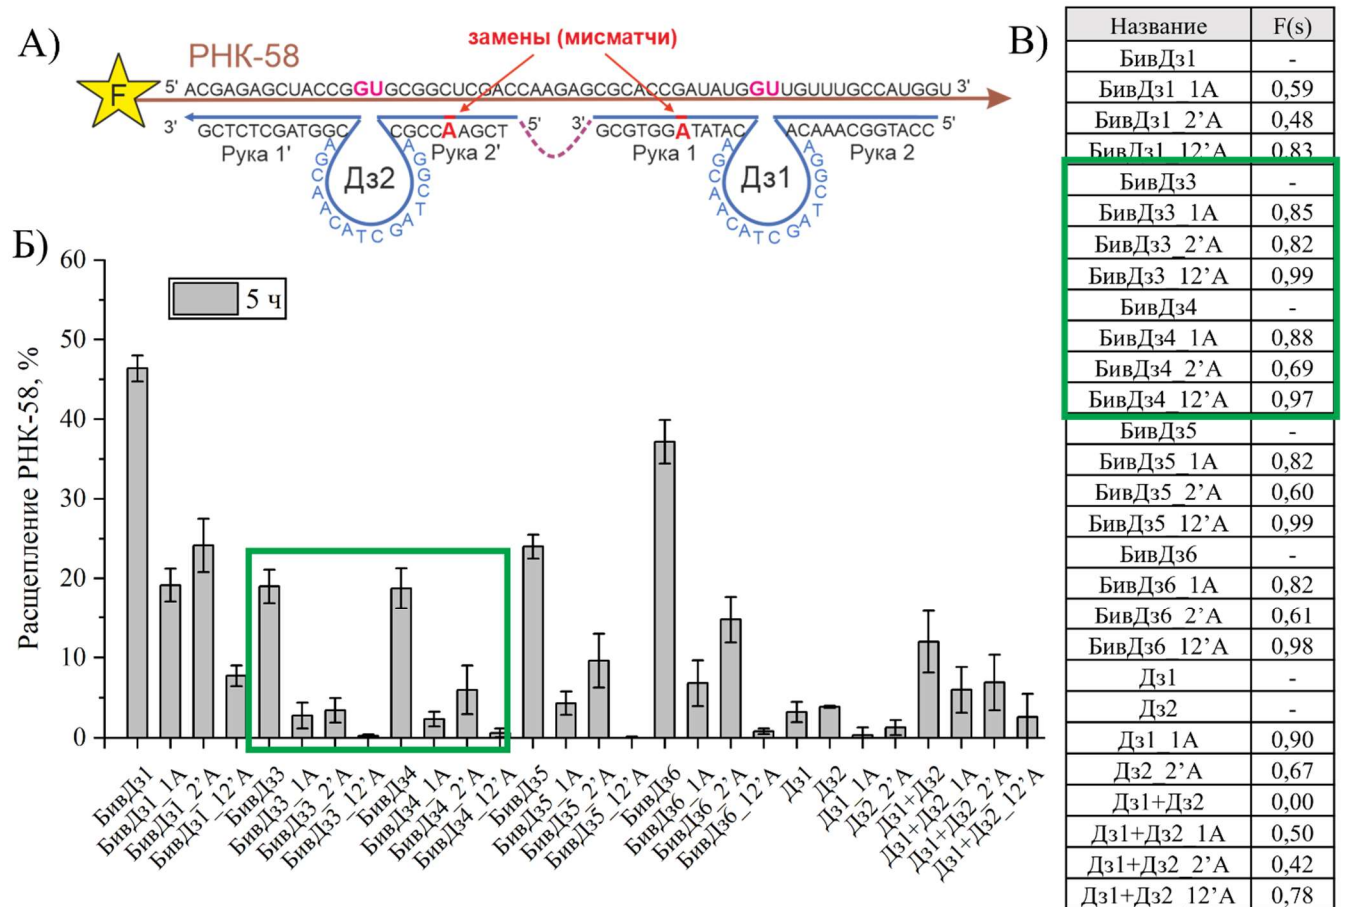 А)
замены (мисматчи)
РНК-58
F
5' ACGAGAGCUACCGGUGCGGCUCGACCAAGAGCGCACCGAUAUGGUUGUUUGCCAUGGU 3'
3' GCTCTCGATGGC CGCCAAGCT 5' 3' GCGTGGATATAC ACAAACGGTACC 5'
Рука 1' Рука 2' Рука 1 Рука 2
Дз2 Дз1
AGCAACATCGATCGGA
AGCAACATCGATCGGA
Б)
Расщепление РНК-58, %
60
50
40
30
20
10
0
5 ч
БивДз1
БивДз1_1А
БивДз1_2’А
БивДз1_12’А
БивДз3
БивДз3_1А
БивДз3_2’А
БивДз3_12’А
БивДз4
БивДз4_1А
БивДз4_2’А
БивДз4_12’А
БивДз5
БивДз5_1А
БивДз5_2’А
БивДз5_12’А
БивДз6
БивДз6_1А
БивДз6_2’А
БивДз6_12’А
Дз1
Дз2
Дз1_1А
Дз2_2’А
Дз1+Дз2
Дз1+Дз2_1А
Дз1+Дз2_2’А
Дз1+Дз2_12’А
В)
Название F(s)
БивДз1 -
БивДз1_1А 0,59
БивДз1_2’А 0,48
БивДз1_12’А 0,83
БивДз3 -
БивДз3_1А 0,85
БивДз3_2’А 0,82
БивДз3_12’А 0,99
БивДз4 -
БивДз4_1А 0,88
БивДз4_2’А 0,69
БивДз4_12’А 0,97
БивДз5 -
БивДз5_1А 0,82
БивДз5_2’А 0,60
БивДз5_12’А 0,99
БивДз6 -
БивДз6_1А 0,82
БивДз6_2’А 0,61
БивДз6_12’А 0,98
Дз1 -
Дз2 -
Дз1_1А 0,90
Дз2_2’А 0,67
Дз1+Дз2 0,00
Дз1+Дз2_1А 0,50
Дз1+Дз2_2’А 0,42
Дз1+Дз2_12’А 0,78